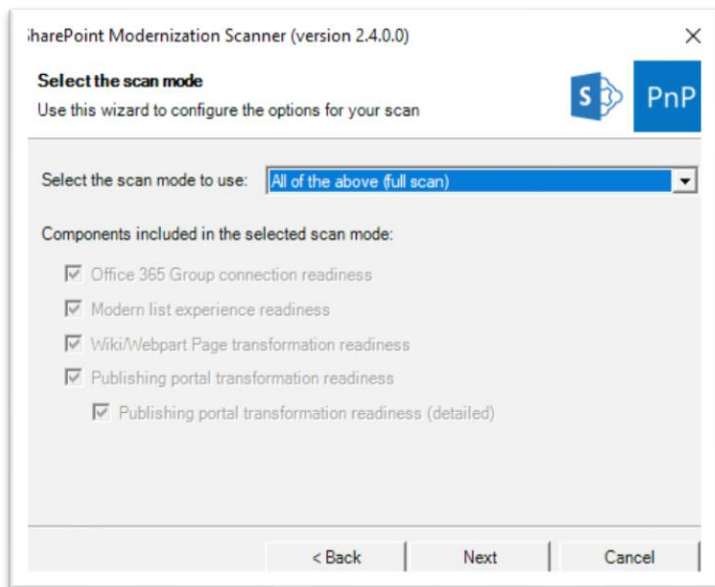 harePoint Modernization Scanner (version 2.4.0.0)
Select the scan mode
Use this wizard to configure the options for your scan
S
PnP
Select the scan mode to use: All of the above (full scan)
Components included in the selected scan mode:
Office 365 Group connection readiness
Modern list experience readiness
Wiki/Webpart Page transformation readiness
Publishing portal transformation readiness
Publishing portal transformation readiness (detailed)
< Back Next Cancel